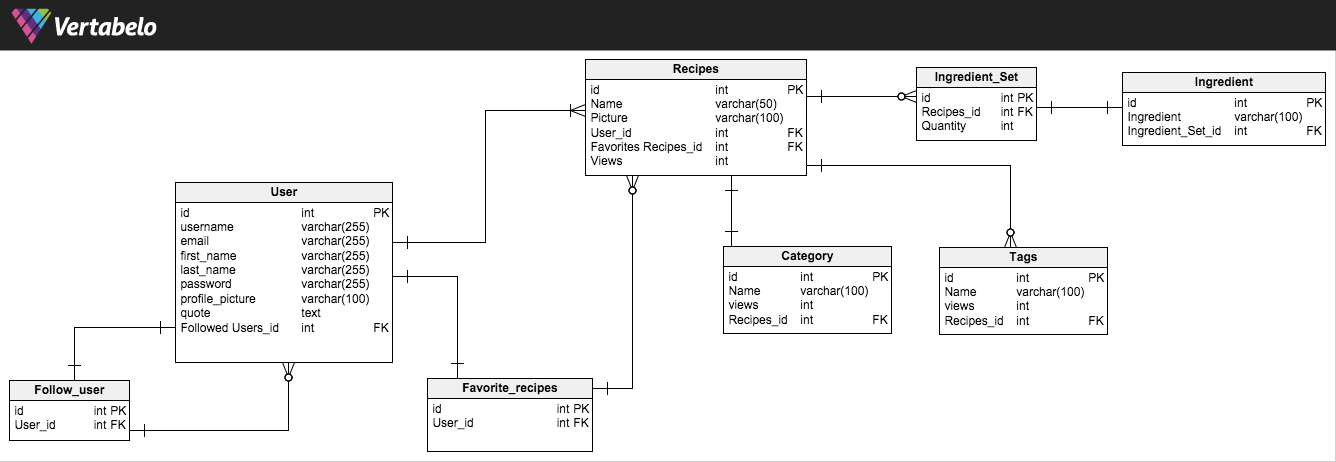 Vertabelo
Recipes
id int PK
Name varchar(50)
Picture varchar(100)
User_id int FK
Favorites Recipes_id int FK
Views int
Ingredient_Set
id int PK
Recipes_id int FK
Quantity int
Ingredient
id int PK
Ingredient varchar(100)
Ingredient_Set_id int FK
User
id int PK
username varchar(255)
email varchar(255)
first_name varchar(255)
last_name varchar(255)
password varchar(255)
profile_picture varchar(100)
quote text
Followed Users_id int FK
Category
id int PK
Name varchar(100)
views int
Recipes_id int FK
Tags
id int PK
Name varchar(100)
views int
Recipes_id int FK
Follow_user
id int PK
User_id int FK
Favorite_recipes
id int PK
User_id int FK